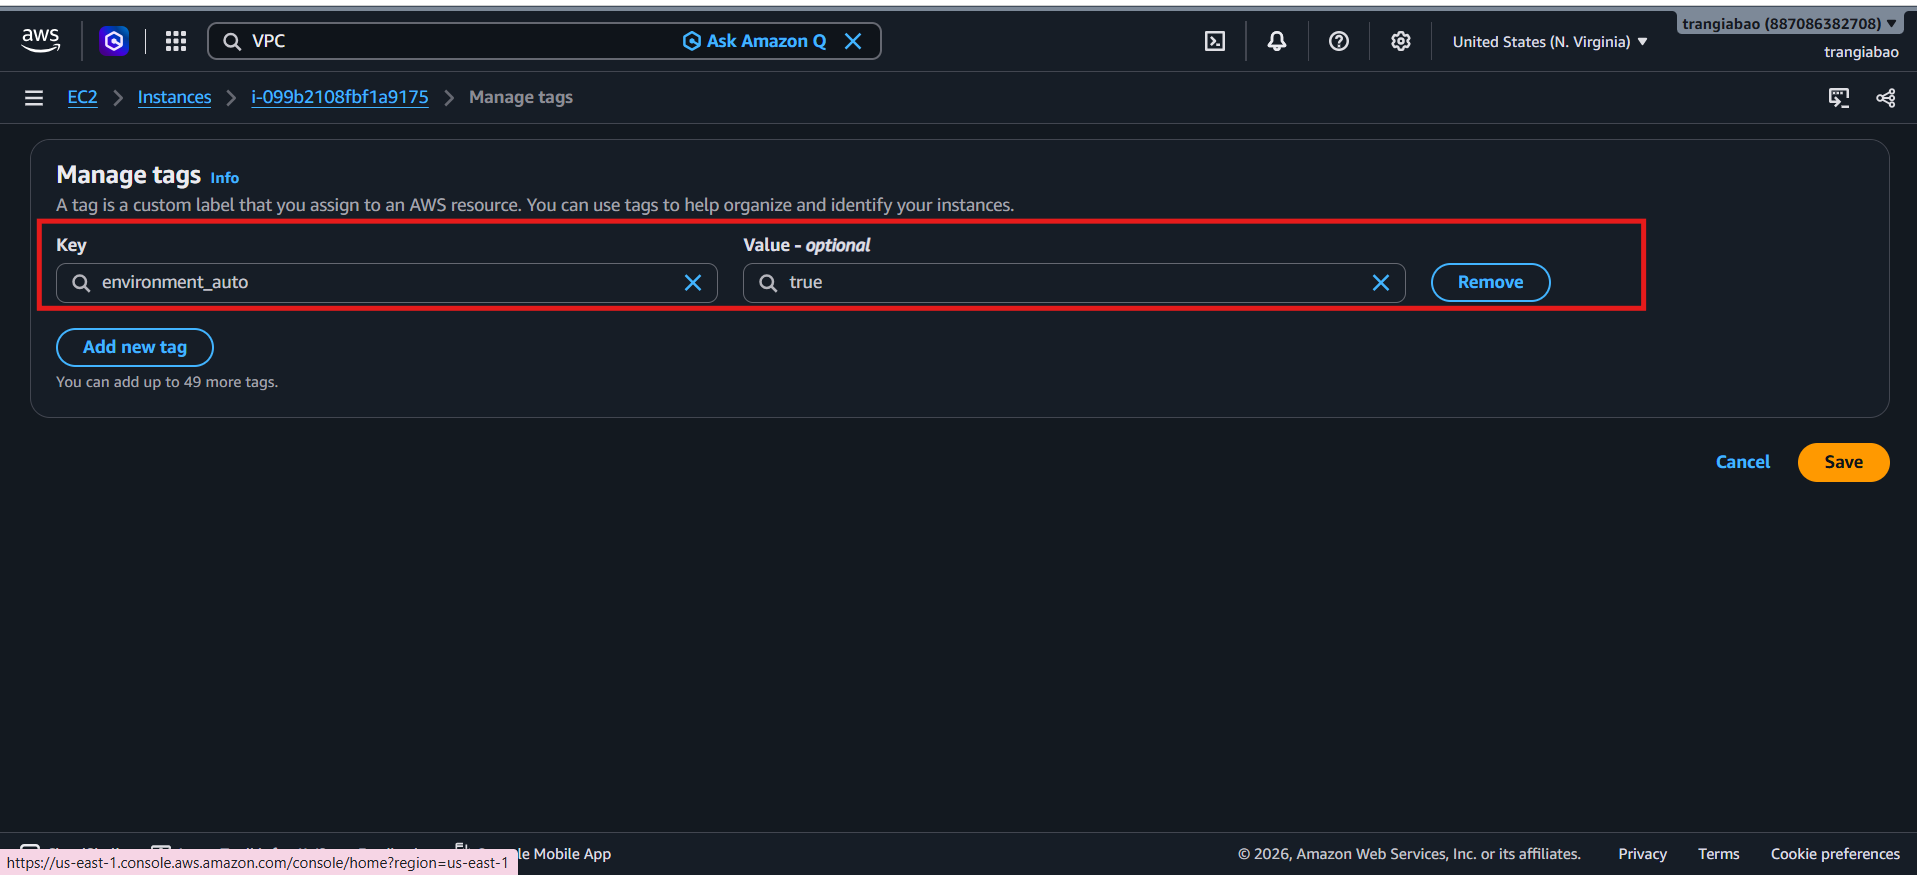 aws
VPC
Ask Amazon Q
United States (N. Virginia)
trangiabao (887086382708)
trangiabao
EC2
Instances
i-099b2108fbf1a9175
Manage tags
Manage tags Info
A tag is a custom label that you assign to an AWS resource. You can use tags to help organize and identify your instances.
Key
Value - optional
environment_auto
true
Remove
Add new tag
You can add up to 49 more tags.
Cancel
Save
https://us-east-1.console.aws.amazon.com/console/home?region=us-east-1
Mobile App
© 2026, Amazon Web Services, Inc. or its affiliates.
Privacy
Terms
Cookie preferences